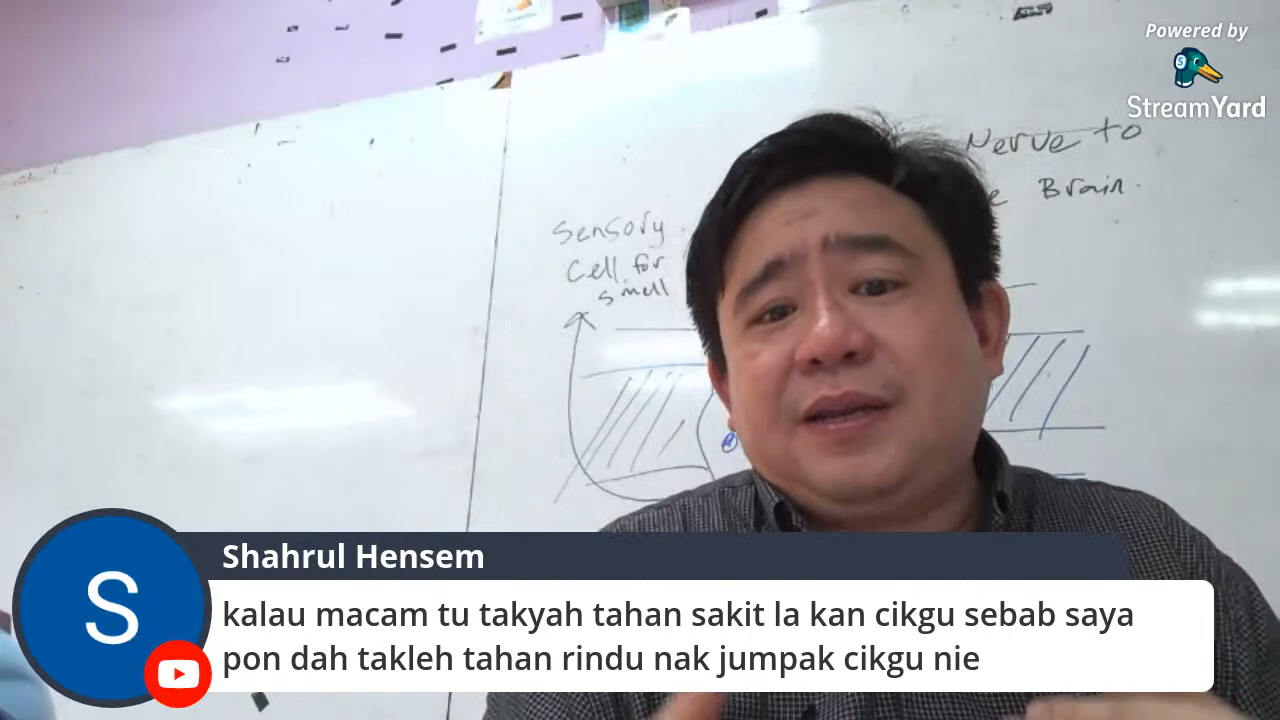 Powered by
StreamYard
Nerve to
Brain.
Sensory
Cell for
smell
S
Shahrul Hensem
kalau macam tu takyah tahan sakit la kan cikgu sebab saya
pon dah takleh tahan rindu nak jumpak cikgu nie